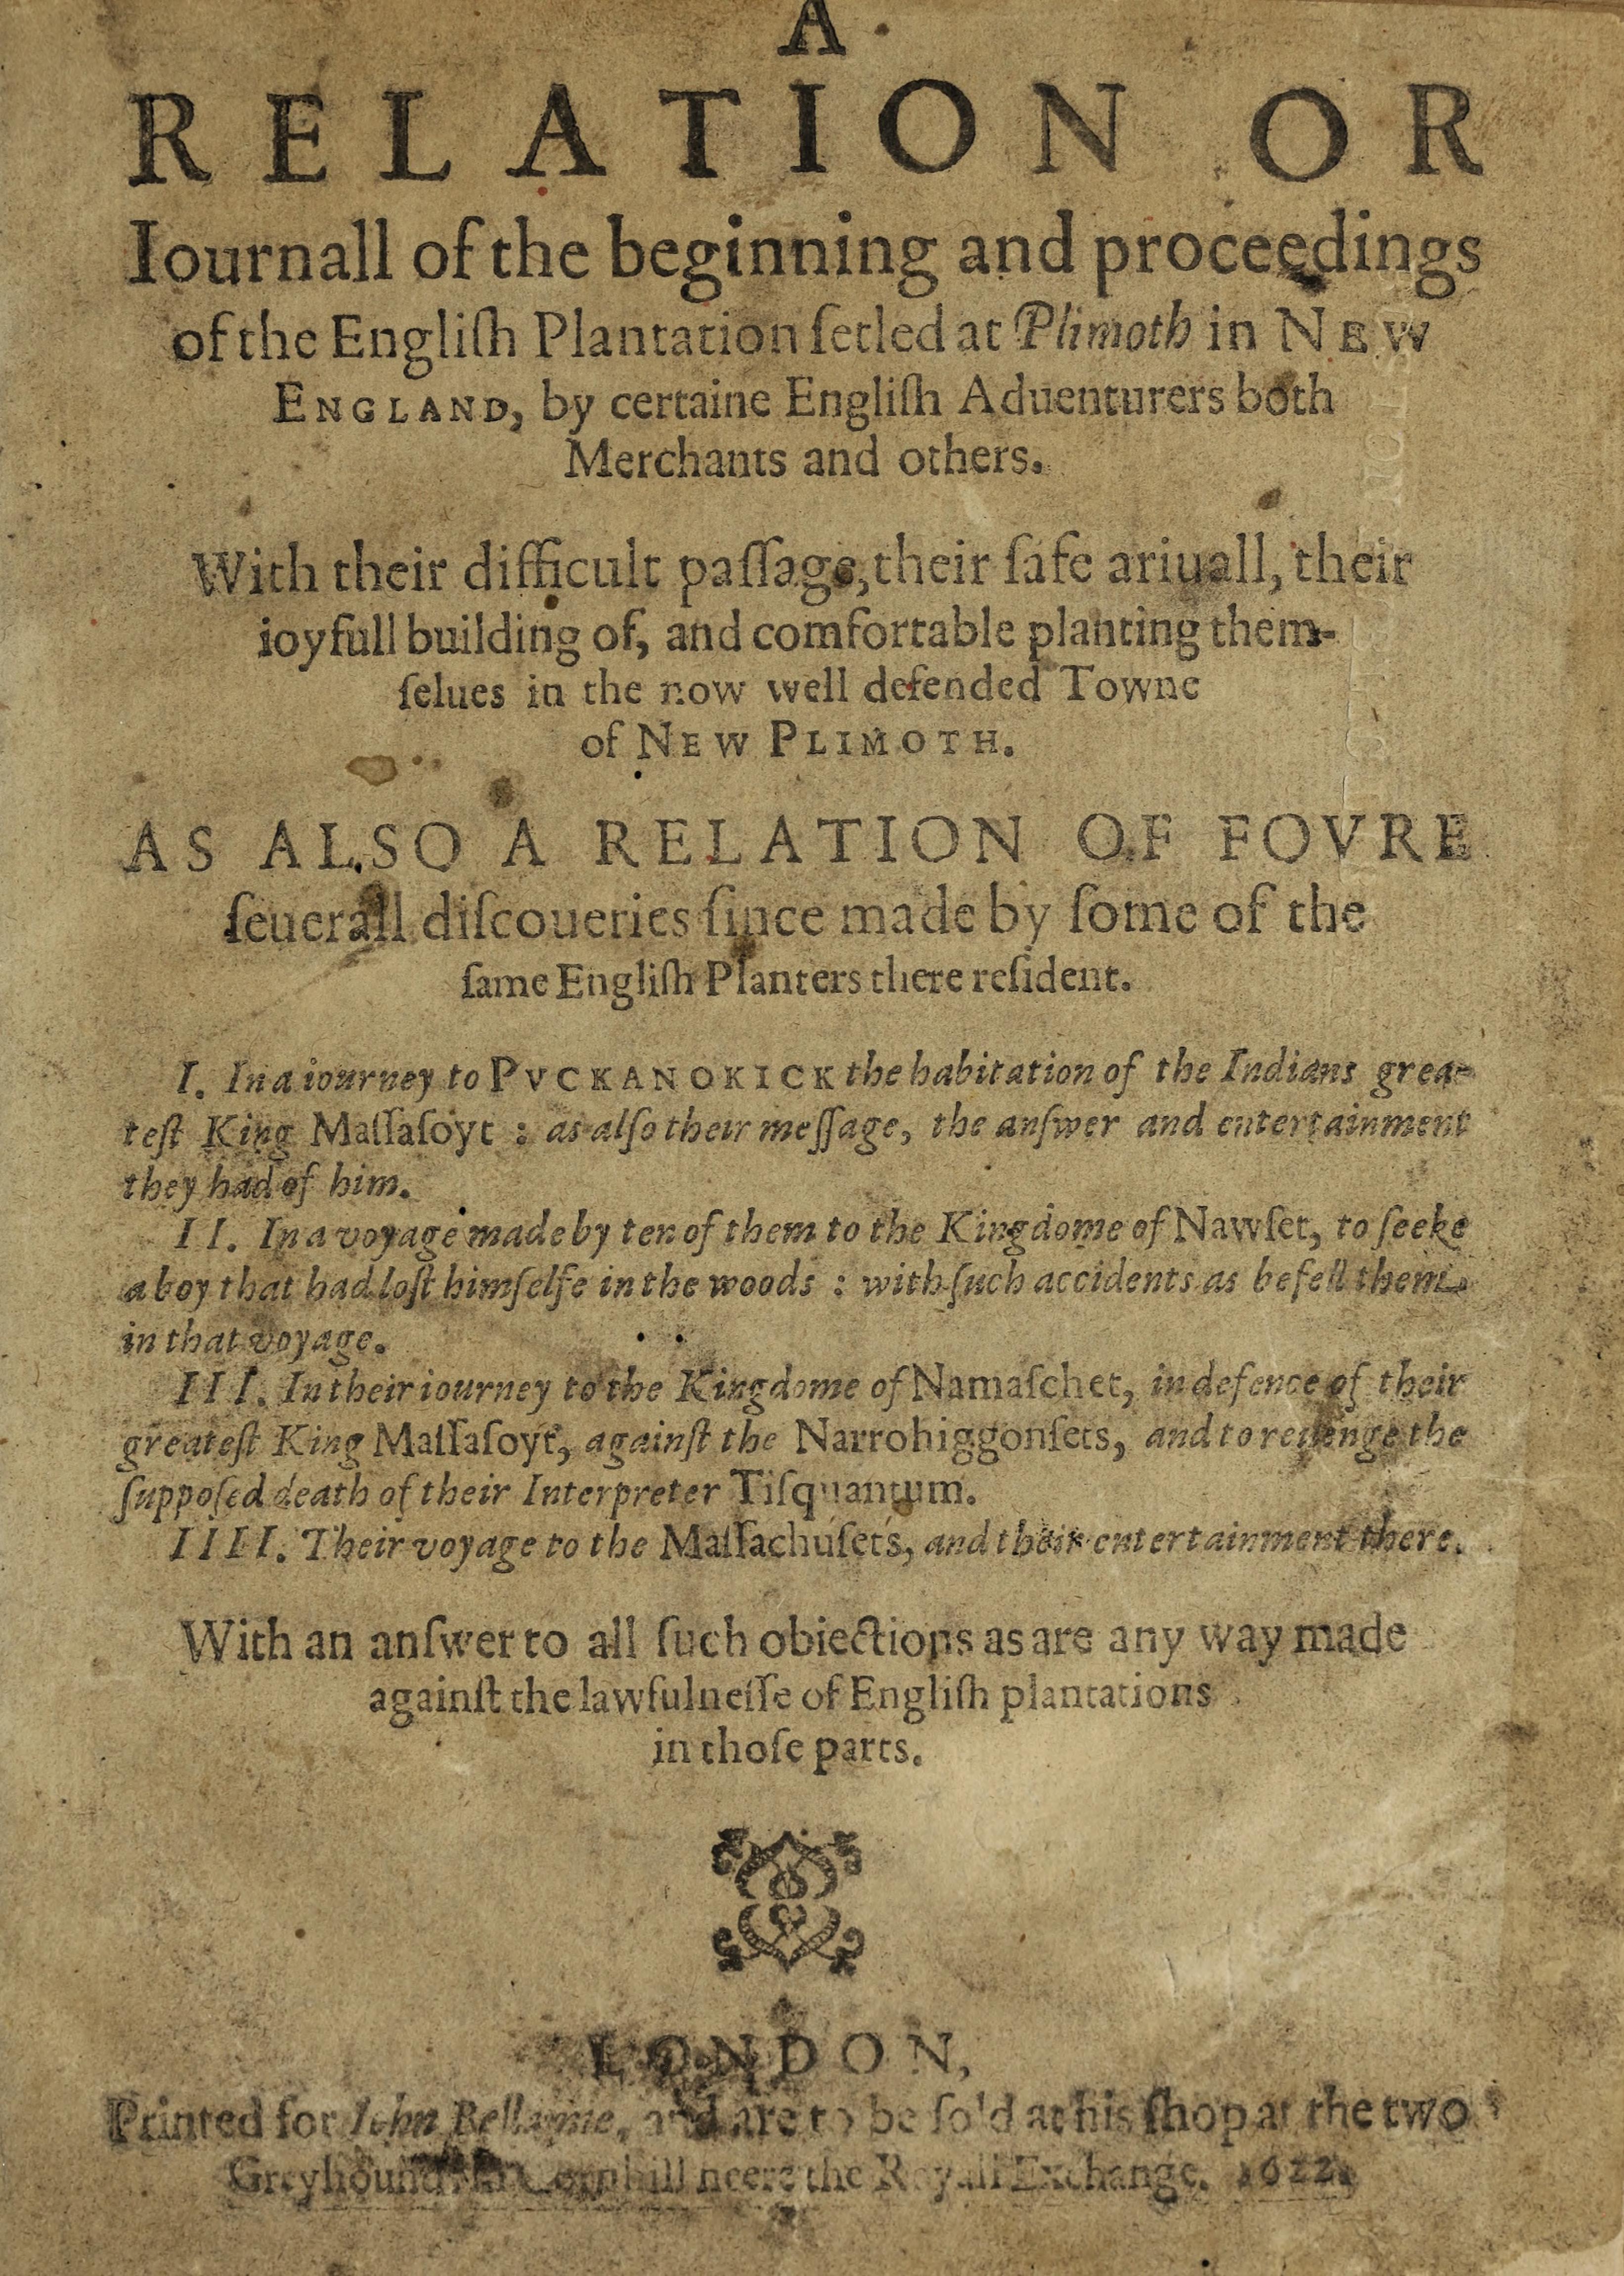 A
RELATION OR
Iournall of the beginning and proceedings
of the Engliſh Plantation ſetled at Plimoth in NEW
ENGLAND, by certaine Engliſh Aduenturers both
Merchants and others.
With their difficult paſſage, their ſafe ariuall, their
ioyfull building of, and comfortable planting them-
ſelues in the now well defended Towne
of NEW PLIMOTH.
AS ALSO A RELATION OF FOVRE
ſeuerall diſcoueries ſince made by ſome of the
ſame Engliſh Planters there reſident.
I. In a iourney to PVCKANOKICK the habitation of the Indians grea-
teſt King Maſſaſoyt : as alſo their meſſage, the anſwer and entertainment
they had of him.
II. In a voyage made by ten of them to the Kingdome of Nawſet, to ſeeke
a boy that had loſt himſelfe in the woods : with ſuch accidents as befell them
in that voyage.
III. In their iourney to the Kingdome of Namaſchet, in defence of their
greateſt King Maſſaſoyt, againſt the Narrohiggonſets, and to reuenge the
ſuppoſed death of their Interpreter Tiſquantum.
IIII. Their voyage to the Maſſachuſets, and their entertainment there.
With an anſwer to all ſuch obiections as are any way made
againſt the lawfulneſſe of Engliſh plantations
in thoſe parts.
LONDON,
Printed for Iohn Bellamie, and are to be ſold at his ſhop at the two
Greyhounds in Cornhill neere the Royall Exchange. 1622.